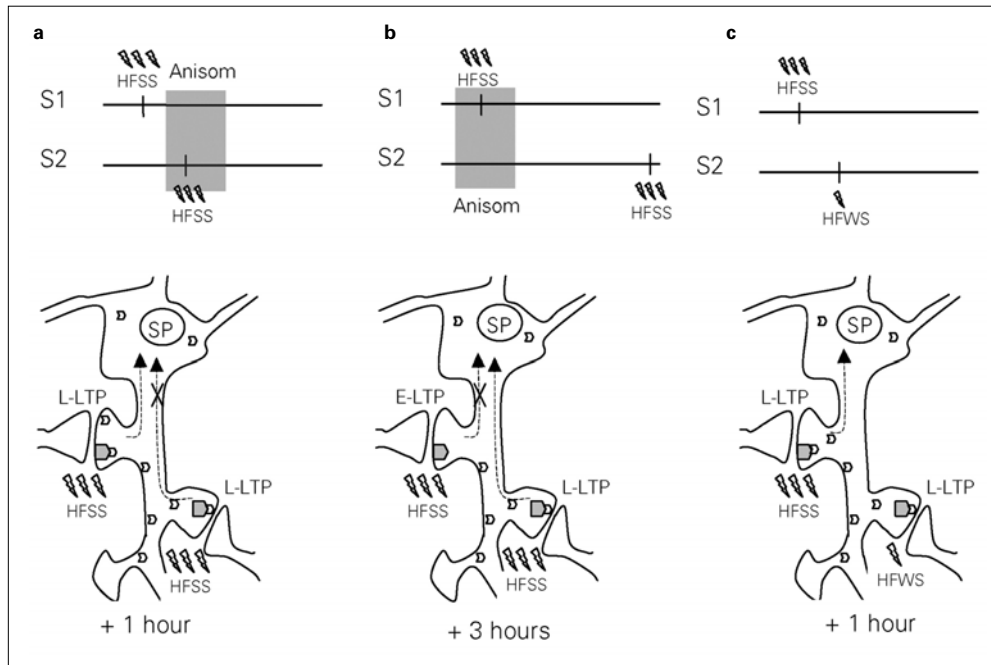 a
HFSS
Anisom
S1
S2
HFSS
SP
L-LTP
HFSS
L-LTP
HFSS
+ 1 hour
b
HFSS
S1
S2
Anisom
HFSS
SP
E-LTP
HFSS
L-LTP
HFSS
+ 3 hours
c
HFSS
S1
S2
HFWS
SP
L-LTP
HFSS
L-LTP
HFWS
+ 1 hour